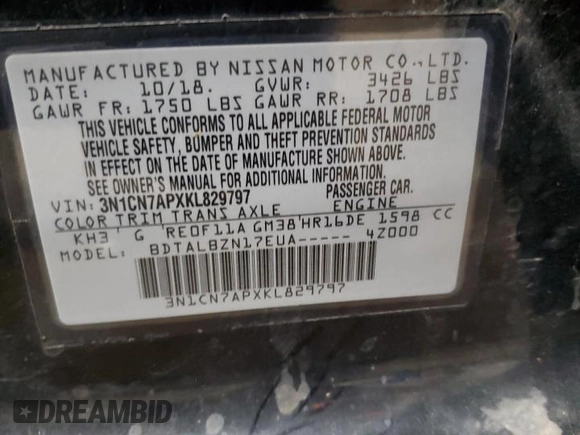 MANUFACTURED BY NISSAN MOTOR CO.,LTD.
DATE: 10/18. GVWR: 3426 LBS
GAWR FR: 1750 LBS GAWR RR: 1708 LBS
THIS VEHICLE CONFORMS TO ALL APPLICABLE FEDERAL MOTOR
VEHICLE SAFETY, BUMPER AND THEFT PREVENTION STANDARDS
IN EFFECT ON THE DATE OF MANUFACTURE SHOWN ABOVE.
SEE OWNER'S MANUAL FOR ADDITIONAL INFORMATION.
VIN: 3N1CN7APXKL829797 PASSENGER CAR.
COLOR TRIM TRANS AXLE ENGINE
KH3 G RE0F11A GM38 HR16DE 1598 CC
MODEL: BDTALBZN17EUA----- 4Z000
3N1CN7APXKL829797
DREAMBID